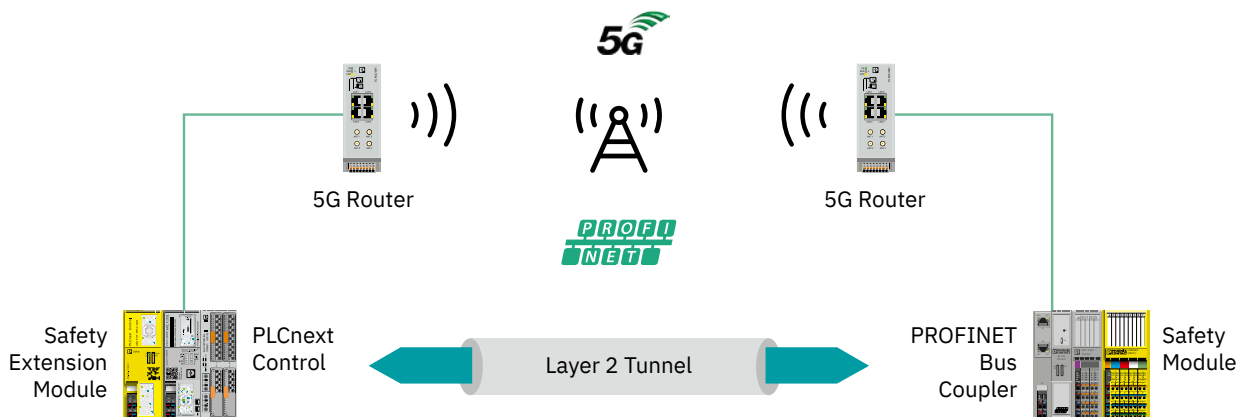 5G
5G Router
5G Router
PROFI
NET
Safety
Extension
Module
PLCnext
Control
Layer 2 Tunnel
PROFINET
Bus
Coupler
Safety
Module